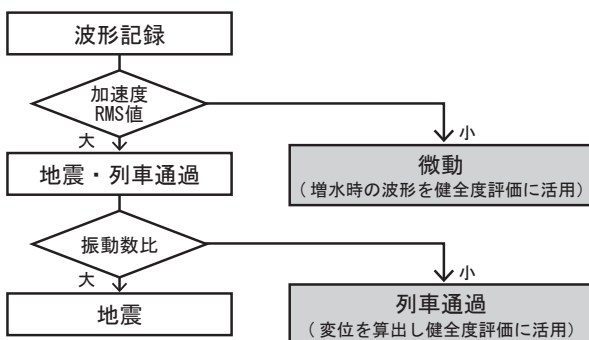 波形記録
加速度
RMS値
大
小
地震・列車通過
微動
（増水時の波形を健全度評価に活用）
振動数比
大
小
地震
列車通過
（変位を算出し健全度評価に活用）